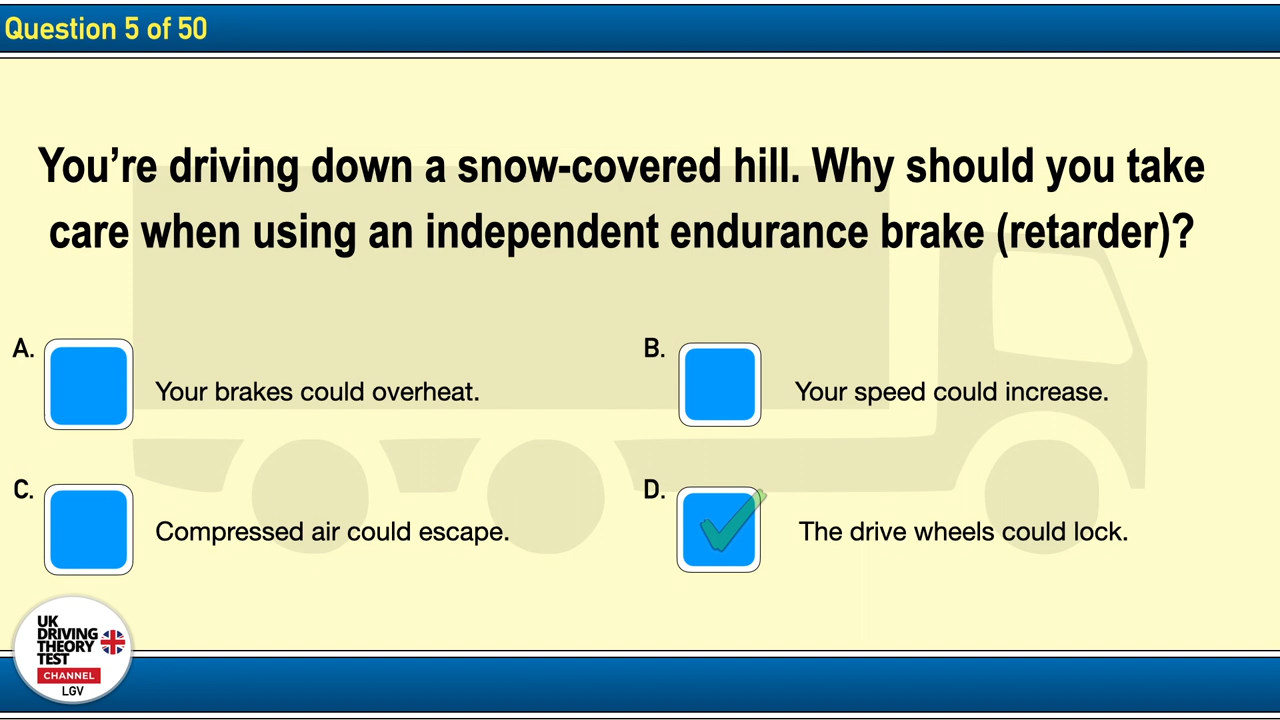 Question 5 of 50
You’re driving down a snow-covered hill. Why should you take
care when using an independent endurance brake (retarder)?
A.
Your brakes could overheat.
B.
Your speed could increase.
C.
Compressed air could escape.
D.
The drive wheels could lock.
UK
DRIVING
THEORY
TEST
CHANNEL
LGV